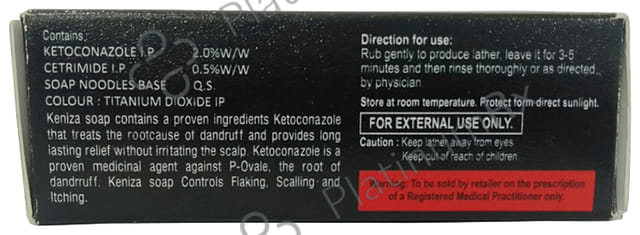 Contains:
KETOCONAZOLE I.P. 2.0%W/W
CETRIMIDE I.P. 0.5%W/W
SOAP NOODLES BASE Q.S.
COLOUR : TITANIUM DIOXIDE IP
Keniza soap contains a proven ingredients Ketoconazole
that treats the rootcause of dandruff and provides long
lasting relief without irritating the scalp. Ketoconazole is a
proven medicinal agent against P-Ovale, the root of
dandrruff. Keniza soap Controls Flaking, Scalling and
Itching.
Direction for use:
Rub gently to produce lather, leave it for 3-5
minutes and then rinse thoroughly or as directed
by physician.
Store at room temperature. Protect form direct sunlight.
FOR EXTERNAL USE ONLY.
Caution : * Keep lather away from eyes
* Keep out of reach of children.
Warning: To be sold by retailer on the prescription
of a Registered Medical Practitioner only.
PlatinumRx